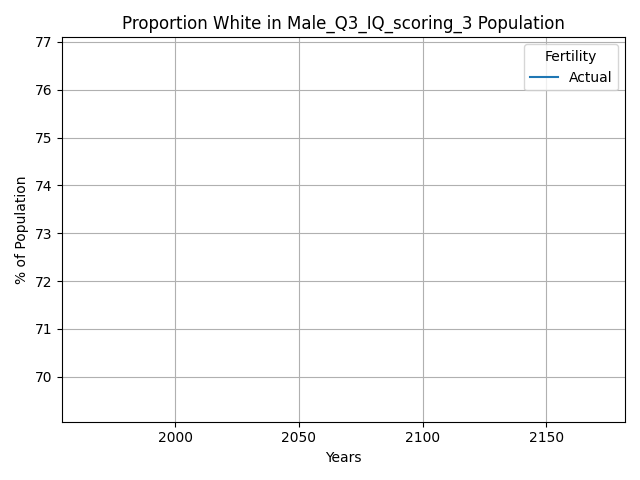 Proportion White in Male_Q3_IQ_scoring_3 Population
77
76
75
74
73
72
71
70
% of Population
Fertility
Actual
2000
2050
2100
2150
Years